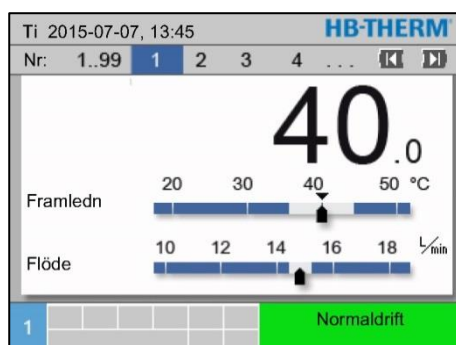 Ti 2015-07-07, 13:45 HB-THERM
Nr: 1..99 1 2 3 4 ...
40.0
20 30 40 50 °C
Framledn
10 12 14 16 18 L/min
Flöde
1 Normaldrift